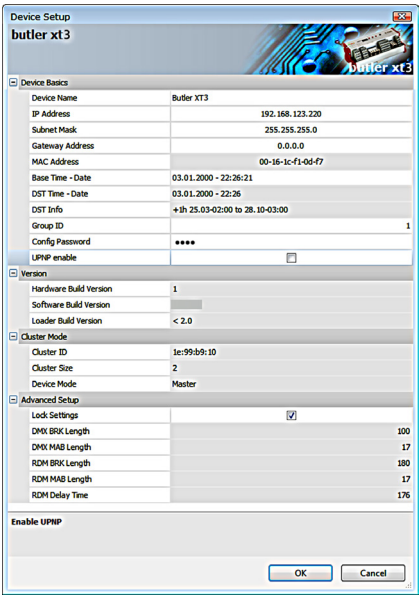 Device Setup
butler xt3
butler xt3
Device Basics
Device Name Butler XT3
IP Address 192.168.123.220
Subnet Mask 255.255.255.0
Gateway Address 0.0.0.0
MAC Address 00-16-1c-f1-0d-f7
Base Time - Date 03.01.2000 - 22:26:21
DST Time - Date 03.01.2000 - 22:26
DST Info +1h 25.03-02:00 to 28.10-03:00
Group ID 1
Config Password ●●●●
UPNP enable
Version
Hardware Build Version 1
Software Build Version
Loader Build Version < 2.0
Cluster Mode
Cluster ID 1e:99:b9:10
Cluster Size 2
Device Mode Master
Advanced Setup
Lock Settings
DMX BRK Length 100
DMX MAB Length 17
RDM BRK Length 180
RDM MAB Length 17
RDM Delay Time 176
Enable UPNP
OK Cancel